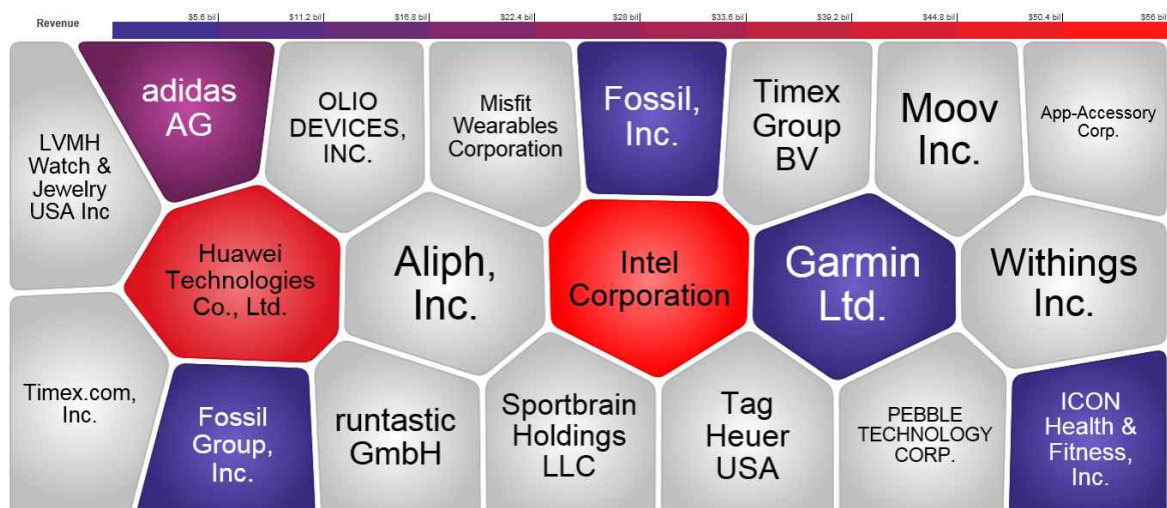 Revenue
$5.6 bil
$11.2 bil
$16.8 bil
$22.4 bil
$28 bil
$33.6 bil
$39.2 bil
$44.8 bil
$50.4 bil
$56 bil
LVMH
Watch &
Jewelry
USA Inc
adidas
AG
OLIO
DEVICES,
INC.
Misfit
Wearables
Corporation
Fossil,
Inc.
Timex
Group
BV
Moov
Inc.
App-Accessory
Corp.
Huawei
Technologies
Co., Ltd.
Aliph,
Inc.
Intel
Corporation
Garmin
Ltd.
Withings
Inc.
Timex.com,
Inc.
Fossil
Group,
Inc.
runtastic
GmbH
Sportbrain
Holdings
LLC
Tag
Heuer
USA
PEBBLE
TECHNOLOGY
CORP.
ICON
Health &
Fitness,
Inc.